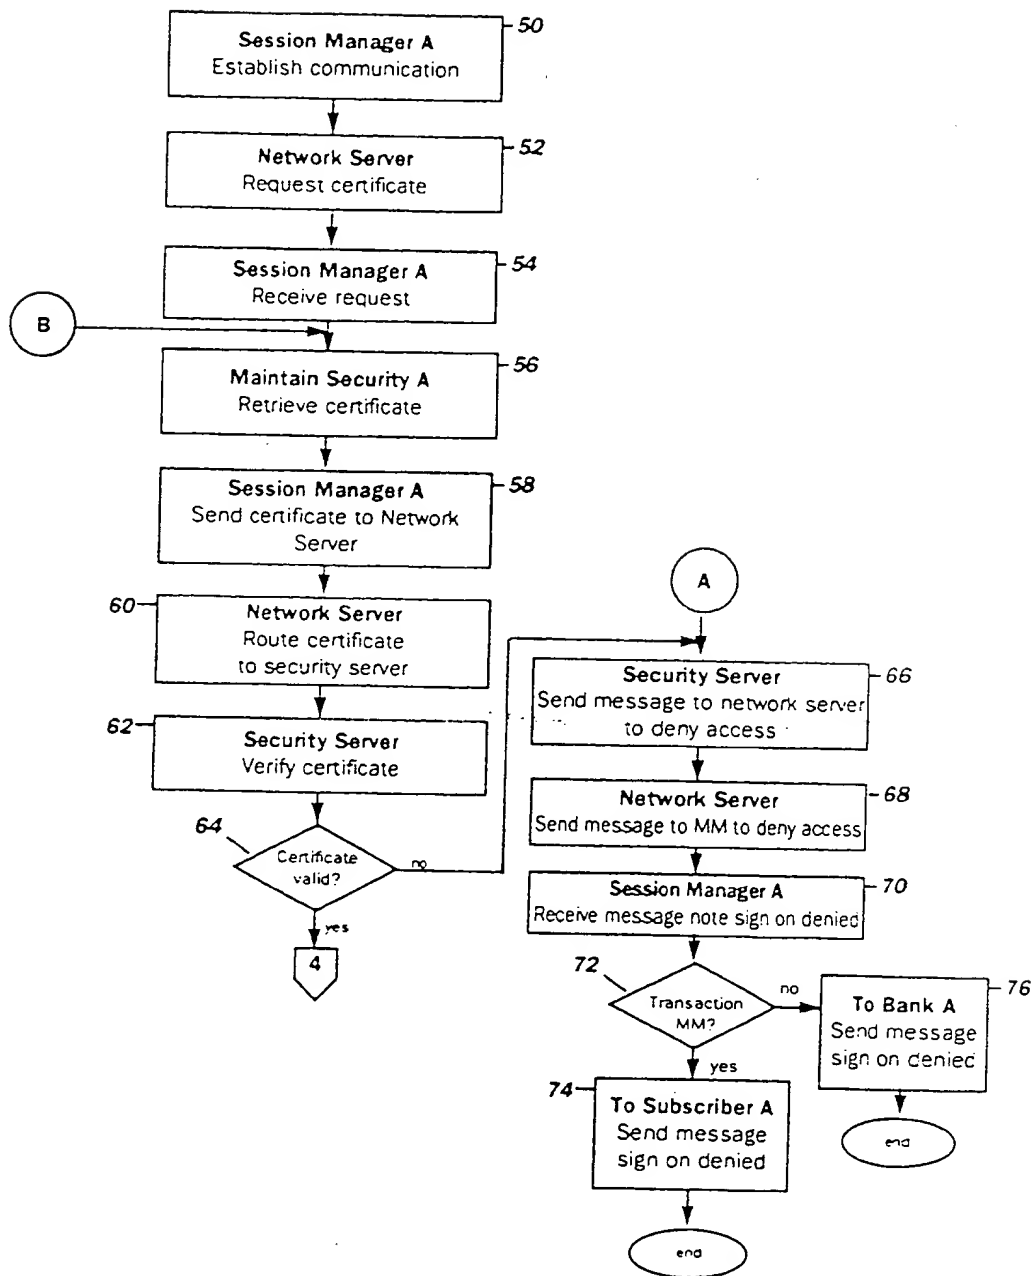 Session Manager A
Establish communication
50
Network Server
Request certificate
52
Session Manager A
Receive request
54
B
Maintain Security A
Retrieve certificate
56
Session Manager A
Send certificate to Network
Server
58
60
Network Server
Route certificate
to security server
62
Security Server
Verify certificate
64
Certificate
valid?
no
yes
4
A
Security Server
Send message to network server
to deny access
66
Network Server
Send message to MM to deny access
68
Session Manager A
Receive message note sign on denied
70
72
Transaction
MM?
no
yes
To Bank A
Send message
sign on denied
76
end
74
To Subscriber A
Send message
sign on denied
end